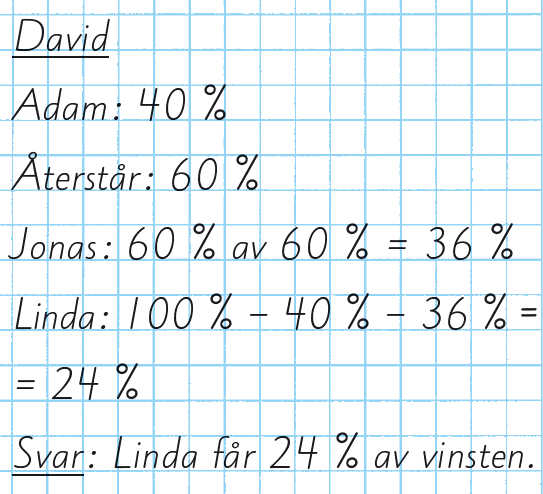 David
Adam: 40 %
Återstår: 60 %
Jonas: 60 % av 60 % = 36 %
Linda: 100 % – 40 % – 36 % =
= 24 %
Svar: Linda får 24 % av vinsten.